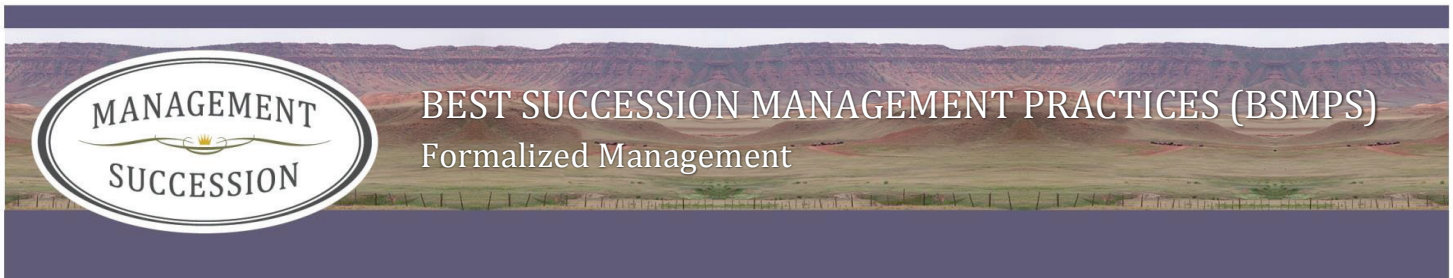 MANAGEMENT
SUCCESSION
BEST SUCCESSION MANAGEMENT PRACTICES (BSMPS)
Formalized Management